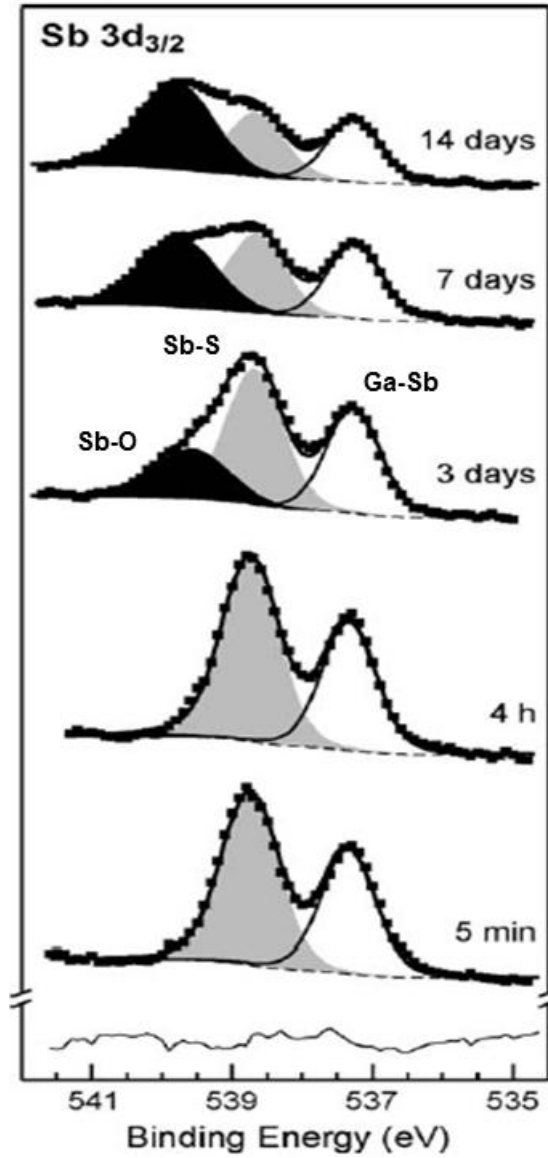 Sb 3d3/2
14 days
7 days
Sb-S
Ga-Sb
Sb-O
3 days
4 h
5 min
541 539 537 535
Binding Energy (eV)